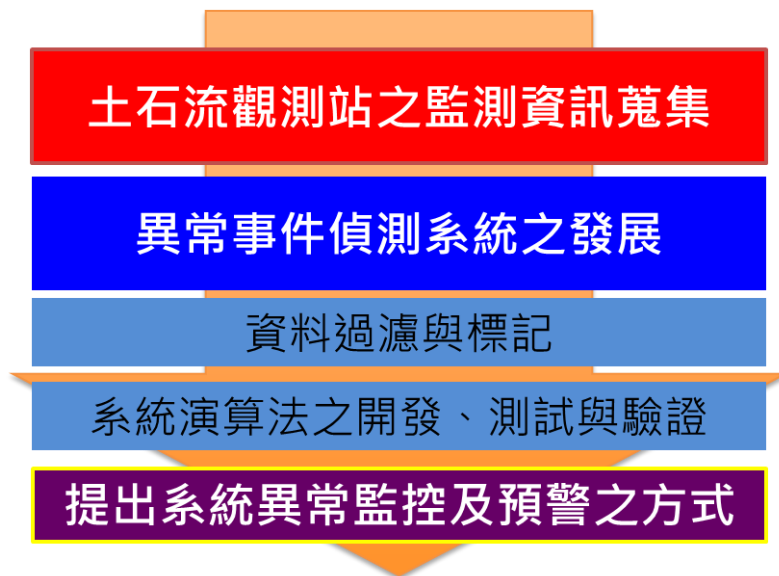 土石流觀測站之監測資訊蒐集
異常事件偵測系統之發展
資料過濾與標記
系統演算法之開發、測試與驗證
提出系統異常監控及預警之方式